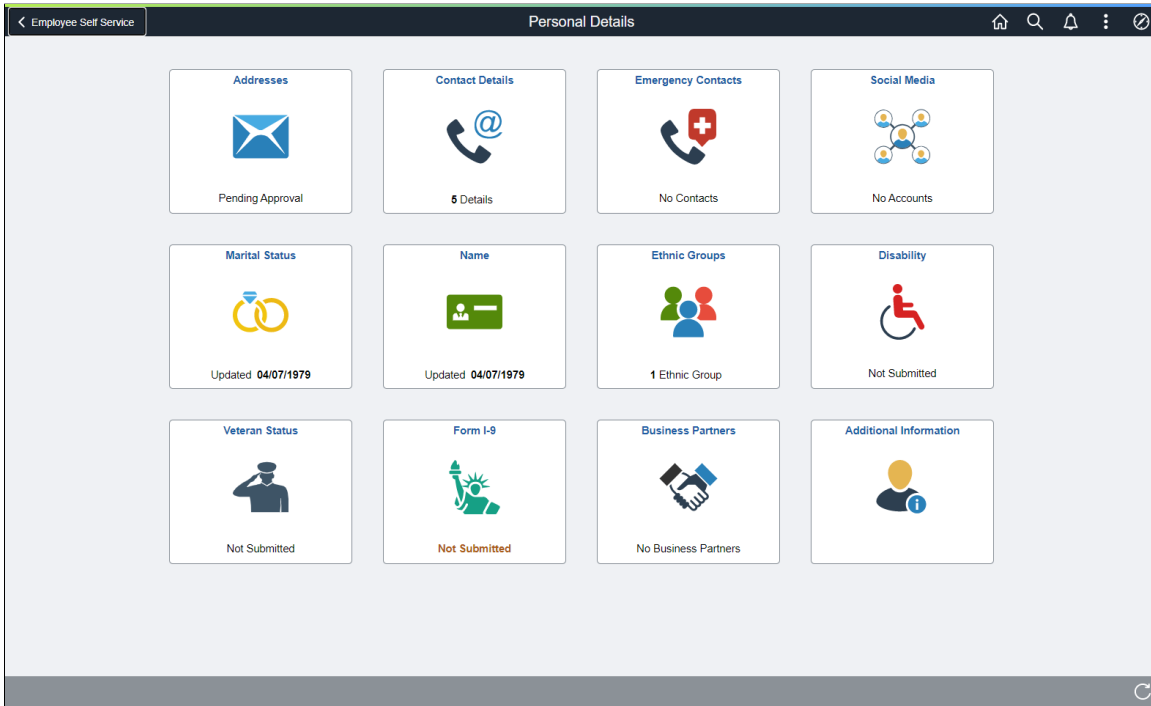 Employee Self Service
Personal Details
Addresses
Contact Details
Emergency Contacts
Social Media
@
Pending Approval
5 Details
No Contacts
No Accounts
Marital Status
Name
Ethnic Groups
Disability
Updated 04/07/1979
Updated 04/07/1979
1 Ethnic Group
Not Submitted
Veteran Status
Form I-9
Business Partners
Additional Information
i
Not Submitted
Not Submitted
No Business Partners